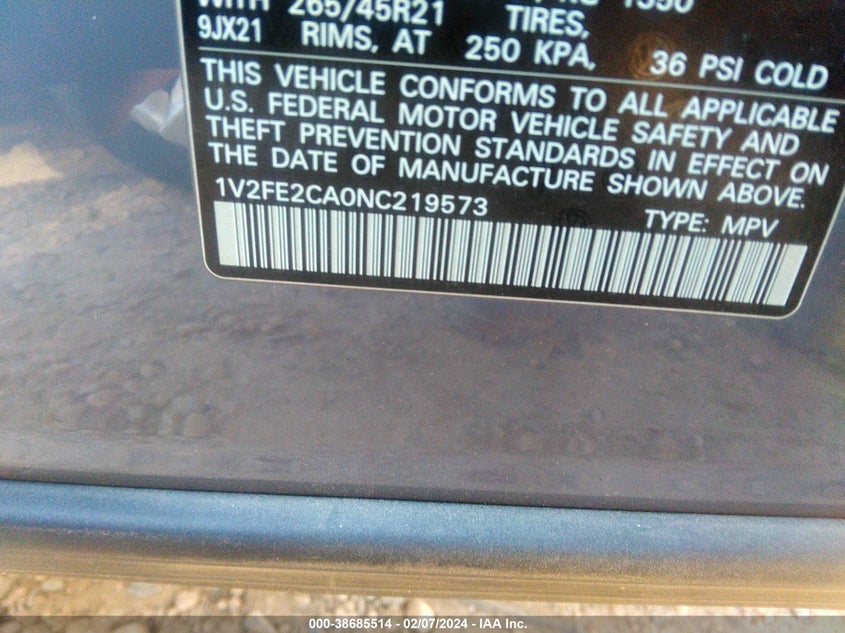 WITH 265/45R21 TIRES,
9JX21 RIMS, AT 250 KPA, 36 PSI COLD
THIS VEHICLE CONFORMS TO ALL APPLICABLE
U.S. FEDERAL MOTOR VEHICLE SAFETY AND
THEFT PREVENTION STANDARDS IN EFFECT ON
THE DATE OF MANUFACTURE SHOWN ABOVE.
1V2FE2CA0NC219573
TYPE: MPV
000-38685514 - 02/07/2024 - IAA Inc.